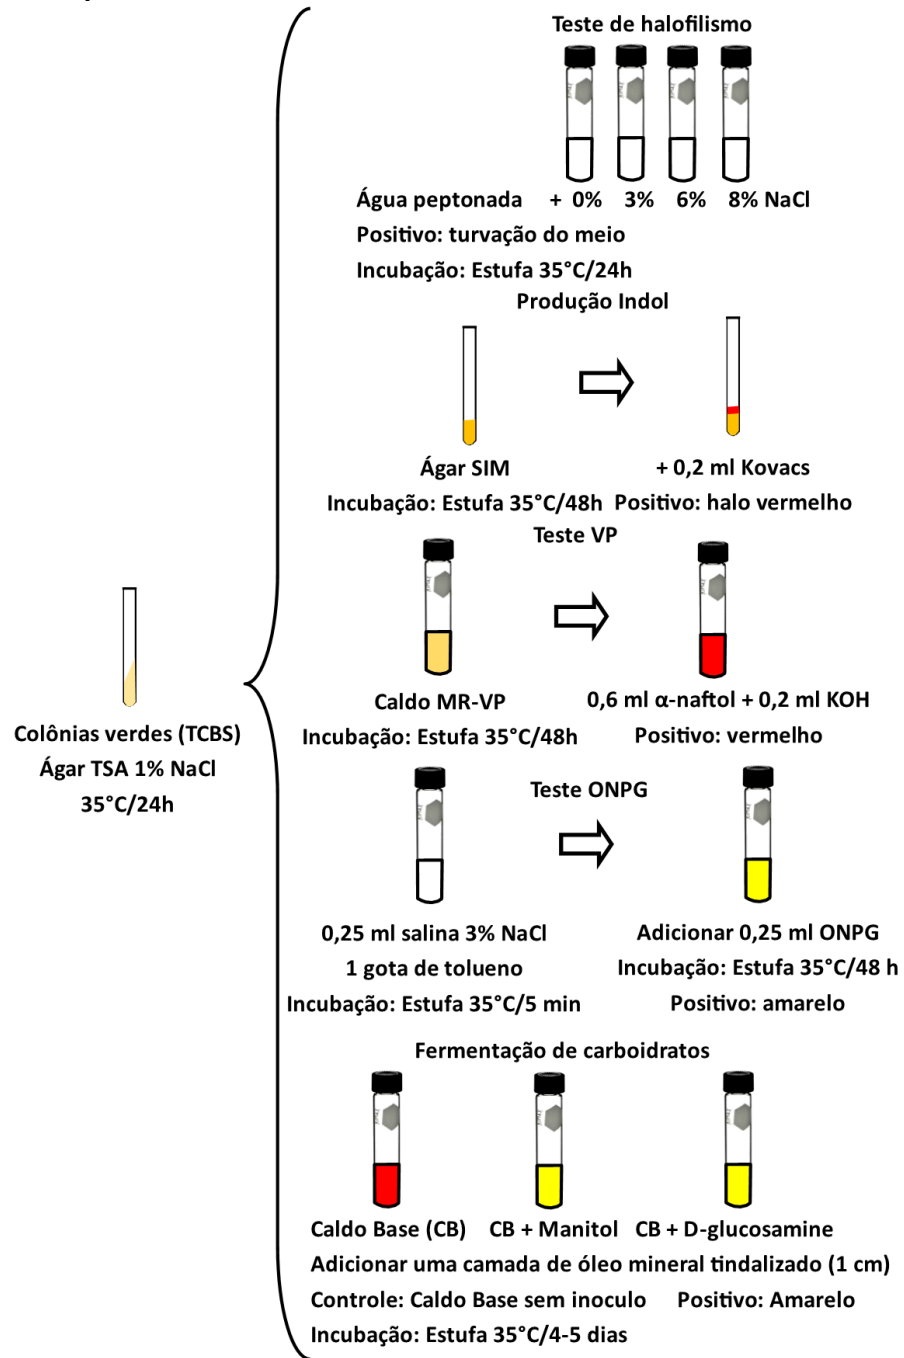 Teste de halofilismo
Água peptonada + 0% 3% 6% 8% NaCl
Positivo: turvação do meio
Incubação: Estufa 35°C/24h
Produção Indol
Ágar SIM
+ 0,2 ml Kovacs
Incubação: Estufa 35°C/48h
Positivo: halo vermelho
Teste VP
Caldo MR-VP
0,6 ml α-naftol + 0,2 ml KOH
Incubação: Estufa 35°C/48h
Positivo: vermelho
Colônias verdes (TCBS)
Ágar TSA 1% NaCl
35°C/24h
Teste ONPG
0,25 ml salina 3% NaCl
1 gota de tolueno
Incubação: Estufa 35°C/5 min
Adicionar 0,25 ml ONPG
Incubação: Estufa 35°C/48 h
Positivo: amarelo
Fermentação de carboidratos
Caldo Base (CB) CB + Manitol CB + D-glucosamine
Adicionar uma camada de óleo mineral tindalizado (1 cm)
Controle: Caldo Base sem inoculo Positivo: Amarelo
Incubação: Estufa 35°C/4-5 dias